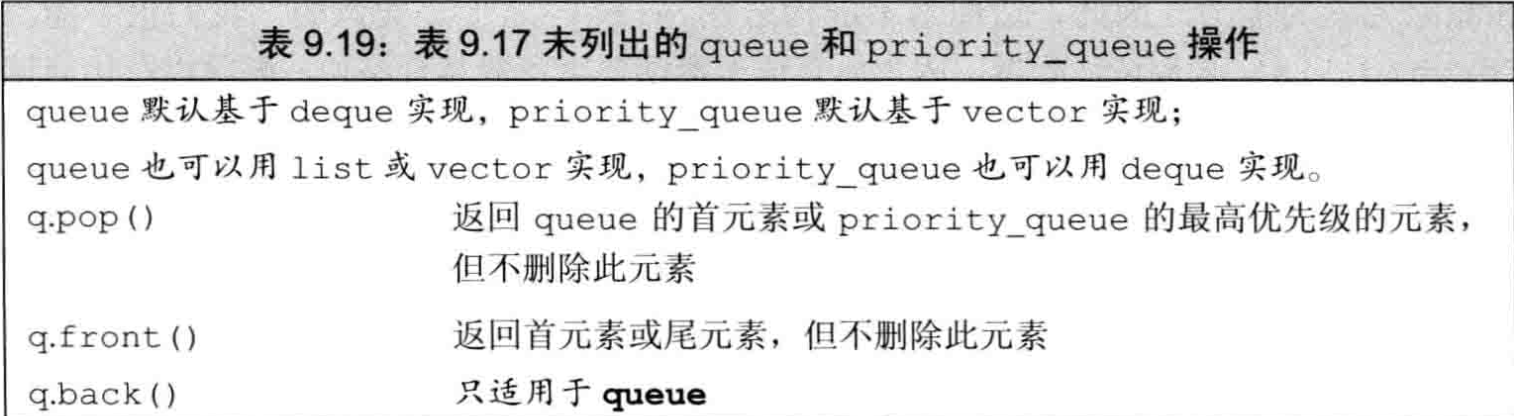 表 9.19：表 9.17 未列出的 queue 和 priority_queue 操作
queue 默认基于 deque 实现，priority_queue 默认基于 vector 实现；
queue 也可以用 list 或 vector 实现，priority_queue 也可以用 deque 实现。
q.pop() 返回 queue 的首元素或 priority_queue 的最高优先级的元素，
但不删除此元素
q.front() 返回首元素或尾元素，但不删除此元素
q.back() 只适用于 queue